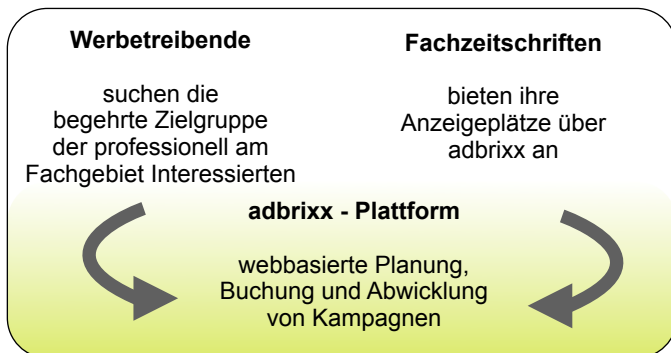 Werbetreibende
suchen die
begehrte Zielgruppe
der professionell am
Fachgebiet Interessierten
Fachzeitschriften
bieten ihre
Anzeigeplätze über
adbrixx an
adbrixx - Plattform
webbasierte Planung,
Buchung und Abwicklung
von Kampagnen